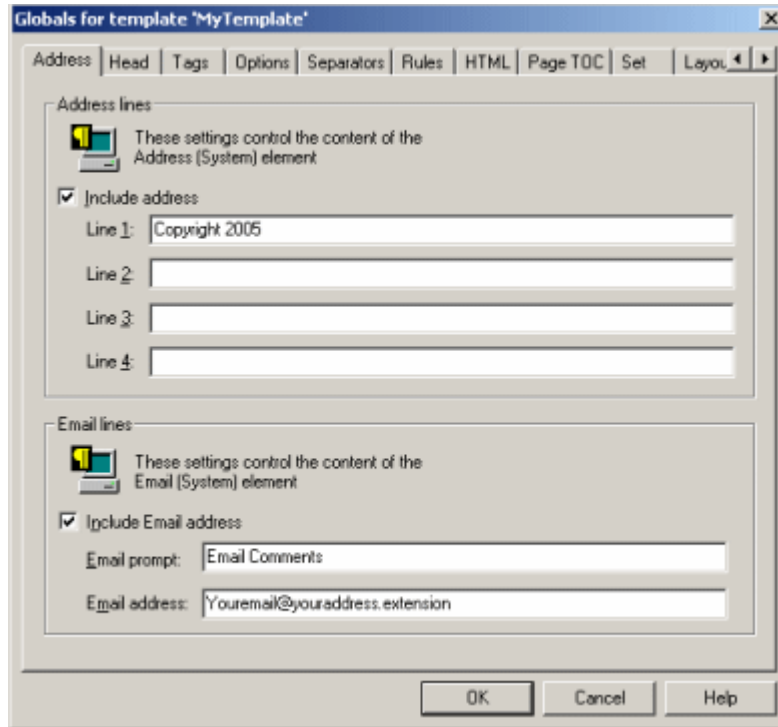 Globals for template 'MyTemplate'
Address Head Tags Options Separators Rules HTML Page TOC Set
Address lines
These settings control the content of the
Address (System) element
Include address
Line 1: Copyright 2005
Line 2:
Line 3:
Line 4:
Email lines
These settings control the content of the
Email (System) element
Include Email address
Email prompt: Email Comments
Email address: Youremail@youraddress.extension
OK Cancel Help